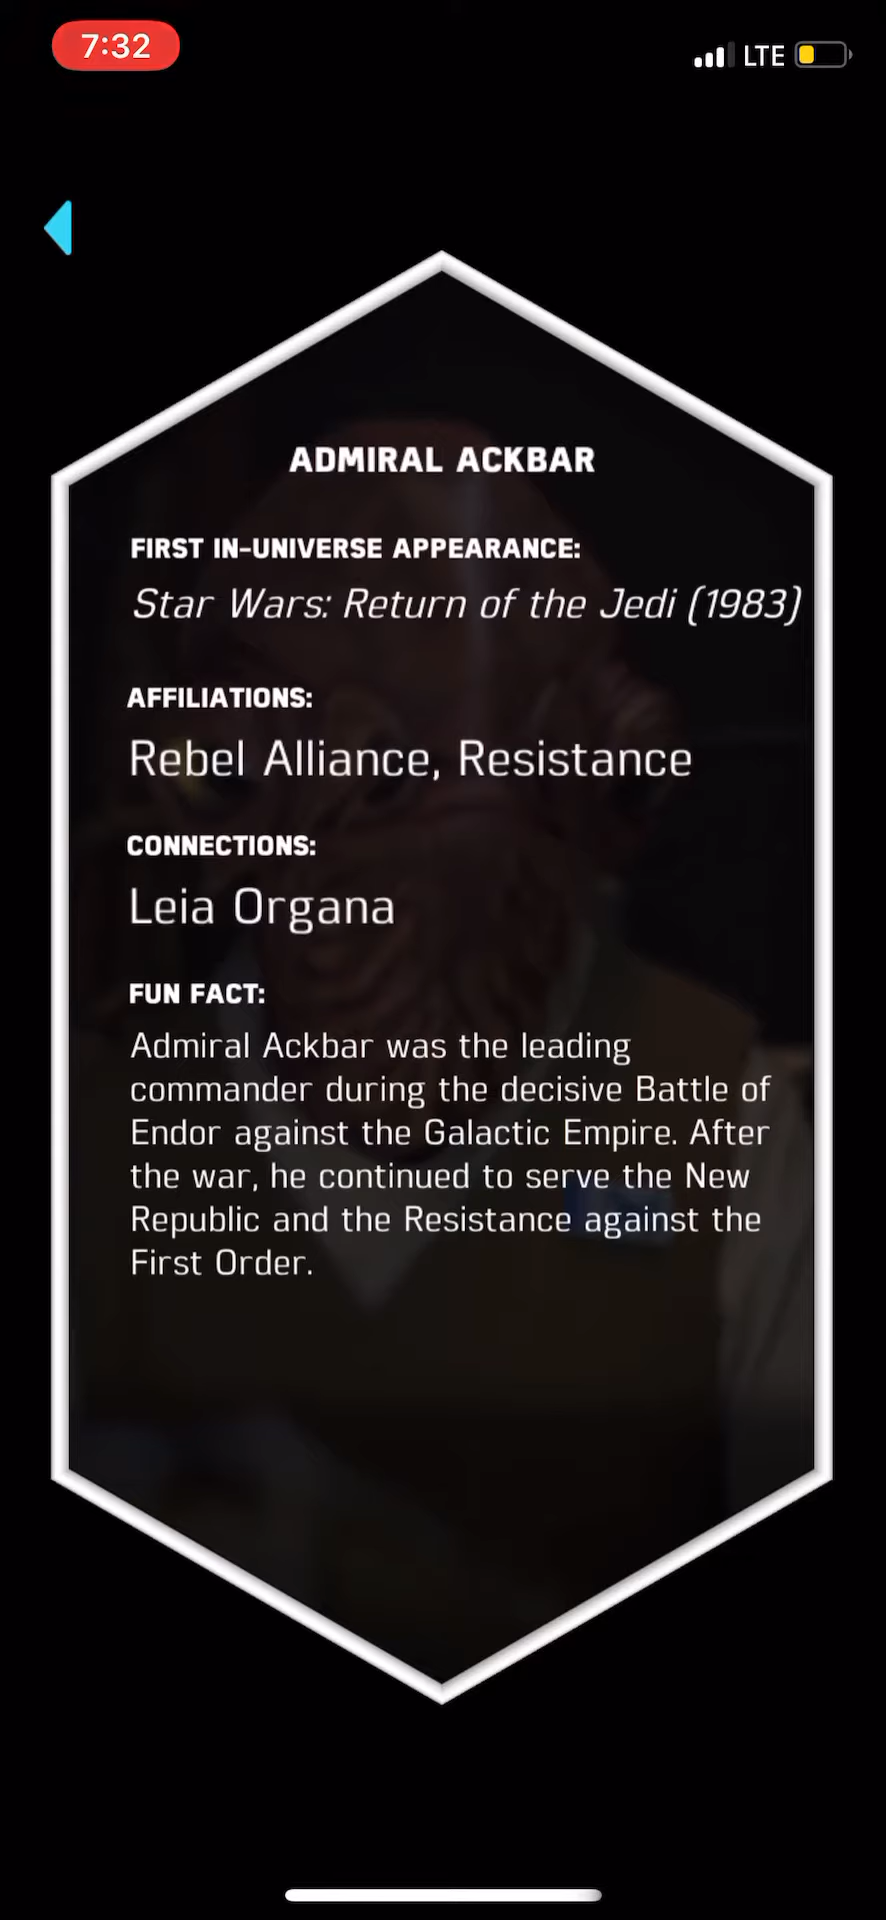 7:32
LTE
ADMIRAL ACKBAR
FIRST IN-UNIVERSE APPEARANCE:
Star Wars: Return of the Jedi (1983)
AFFILIATIONS:
Rebel Alliance, Resistance
CONNECTIONS:
Leia Organa
FUN FACT:
Admiral Ackbar was the leading
commander during the decisive Battle of
Endor against the Galactic Empire. After
the war, he continued to serve the New
Republic and the Resistance against the
First Order.